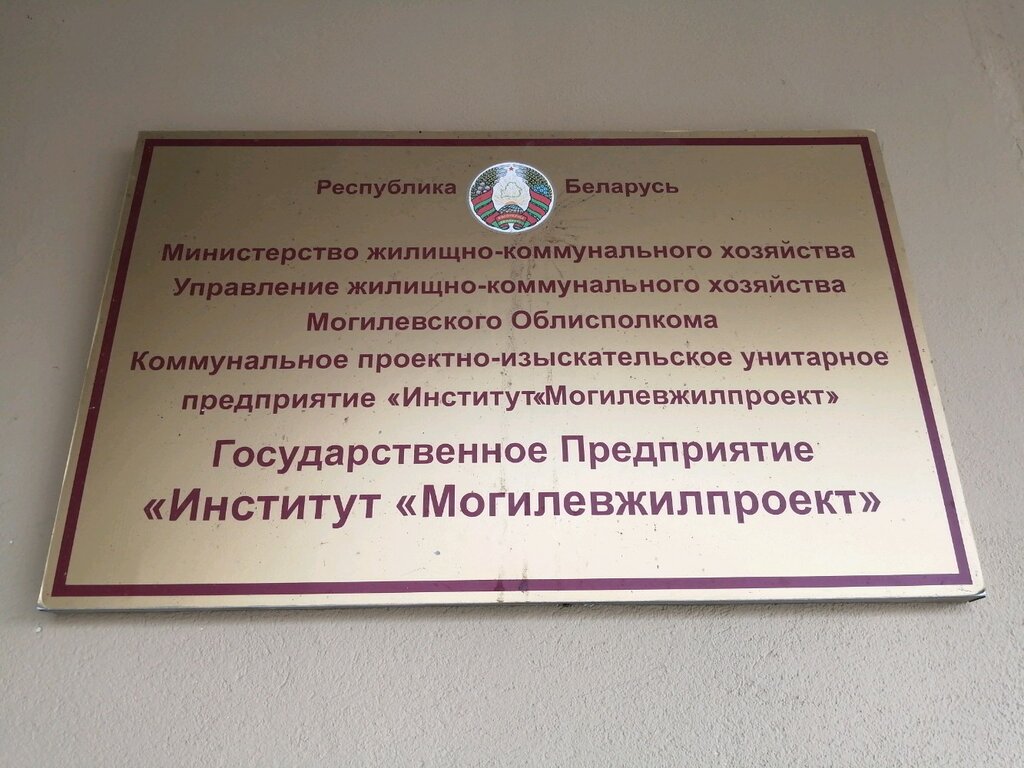 Республика Беларусь
Министерство жилищно-коммунального хозяйства
Управление жилищно-коммунального хозяйства
Могилевского Облисполкома
Коммунальное проектно-изыскательское унитарное
предприятие «Институт«Могилевжилпроект»
Государственное Предприятие
«Институт «Могилевжилпроект»